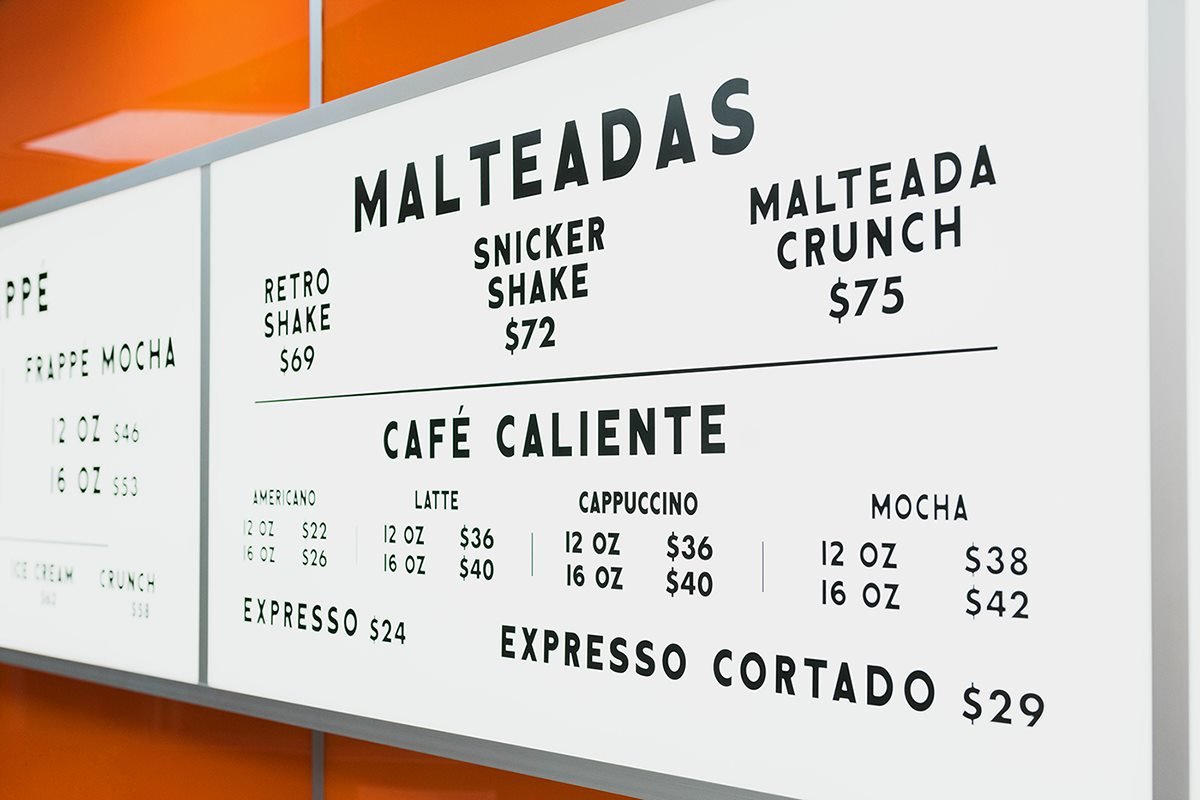 FRAPPE MOCHA
12 OZ $46
16 OZ $53
ICE CREAM CRUNCH
$58
MALTEADAS
RETRO
SHAKE
$69
SNICKER
SHAKE
$72
MALTEADA
CRUNCH
$75
CAFÉ CALIENTE
AMERICANO
12 OZ $22
16 OZ $26
LATTE
12 OZ $36
16 OZ $40
CAPPUCCINO
12 OZ $36
16 OZ $40
MOCHA
12 OZ $38
16 OZ $42
EXPRESSO $24
EXPRESSO CORTADO $29